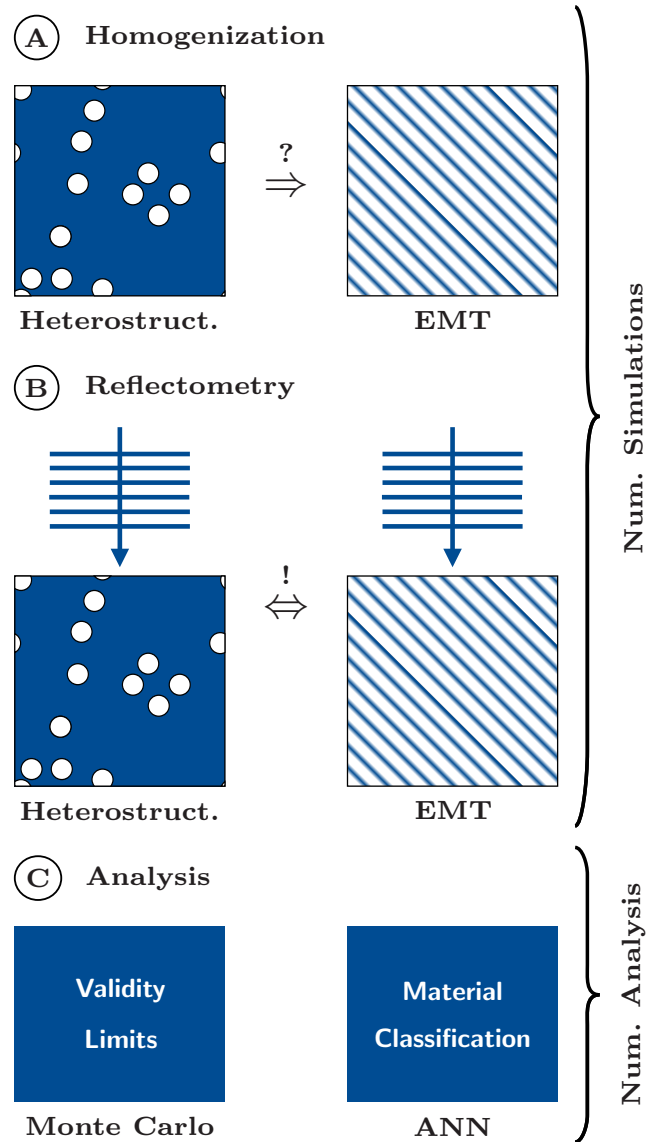 A Homogenization
?
⇒
Heterostruct. EMT
B Reflectometry
!
⇔
Heterostruct. EMT
Num. Simulations
C Analysis
Validity
Limits
Material
Classification
Monte Carlo ANN
Num. Analysis